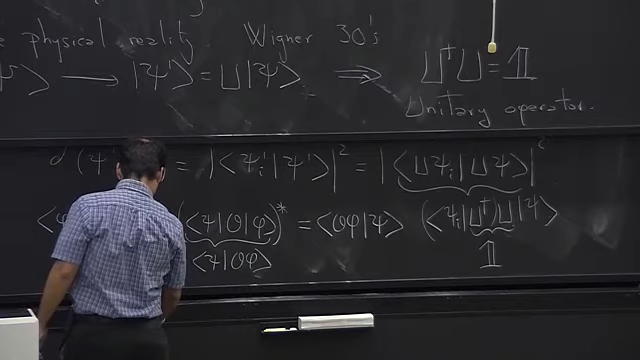 physical reality Wigner 30's
ψ⟩ ⟶ |ψ'⟩ = U|ψ⟩ ⟹ U†U = 𝟙
Unitary operator.
= |⟨ψ'ᵢ|ψ'⟩|² = |⟨Uψᵢ|Uψ⟩|²
(⟨ψ|O|φ⟩)* = ⟨Oφ|ψ⟩ (⟨ψᵢ|U†)U|ψ⟩
⟨ψ|Oφ⟩ 𝟙